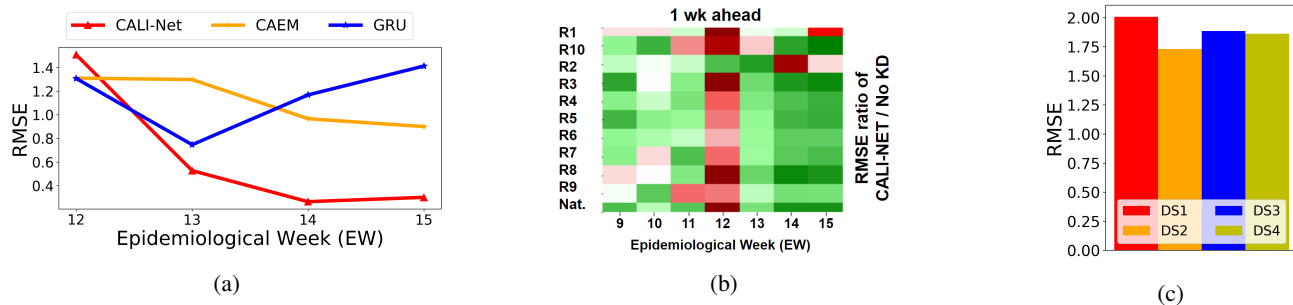 CALI-Net CAEM GRU
RMSE
1.4
1.2
1.0
0.8
0.6
0.4
12 13 14 15
Epidemiological Week (EW)
(a)
1 wk ahead
R1
R10
R2
R3
R4
R5
R6
R7
R8
R9
Nat.
9 10 11 12 13 14 15
Epidemiological Week (EW)
RMSE ratio of
CALI-NET / No KD
(b)
RMSE
2.00
1.75
1.50
1.25
1.00
0.75
0.50
0.25
0.00
DS1 DS3
DS2 DS4
(c)